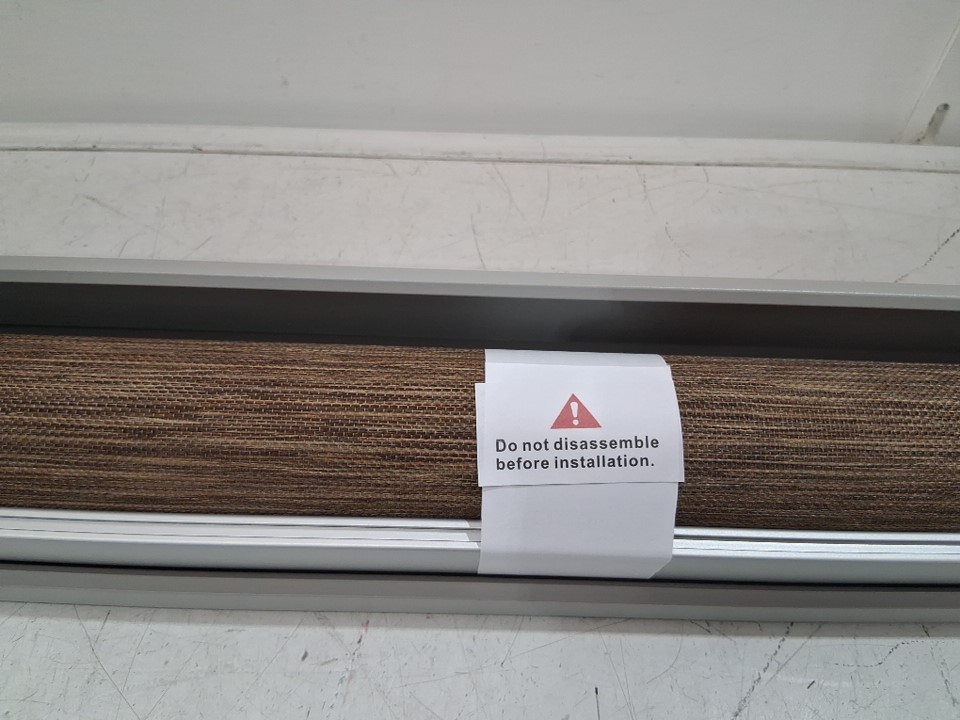 Do not disassemble
before installation.